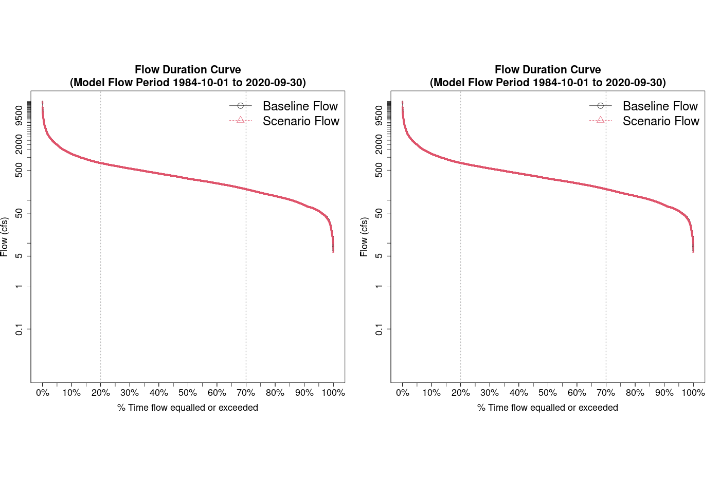 Flow Duration Curve
(Model Flow Period 1984-10-01 to 2020-09-30)
Baseline Flow
Scenario Flow
Flow (cfs)
9500
2000
500
50
5
1
0.1
0% 10% 20% 30% 40% 50% 60% 70% 80% 90% 100%
% Time flow equalled or exceeded
Flow Duration Curve
(Model Flow Period 1984-10-01 to 2020-09-30)
Baseline Flow
Scenario Flow
Flow (cfs)
9500
2000
500
50
5
1
0.1
0% 10% 20% 30% 40% 50% 60% 70% 80% 90% 100%
% Time flow equalled or exceeded